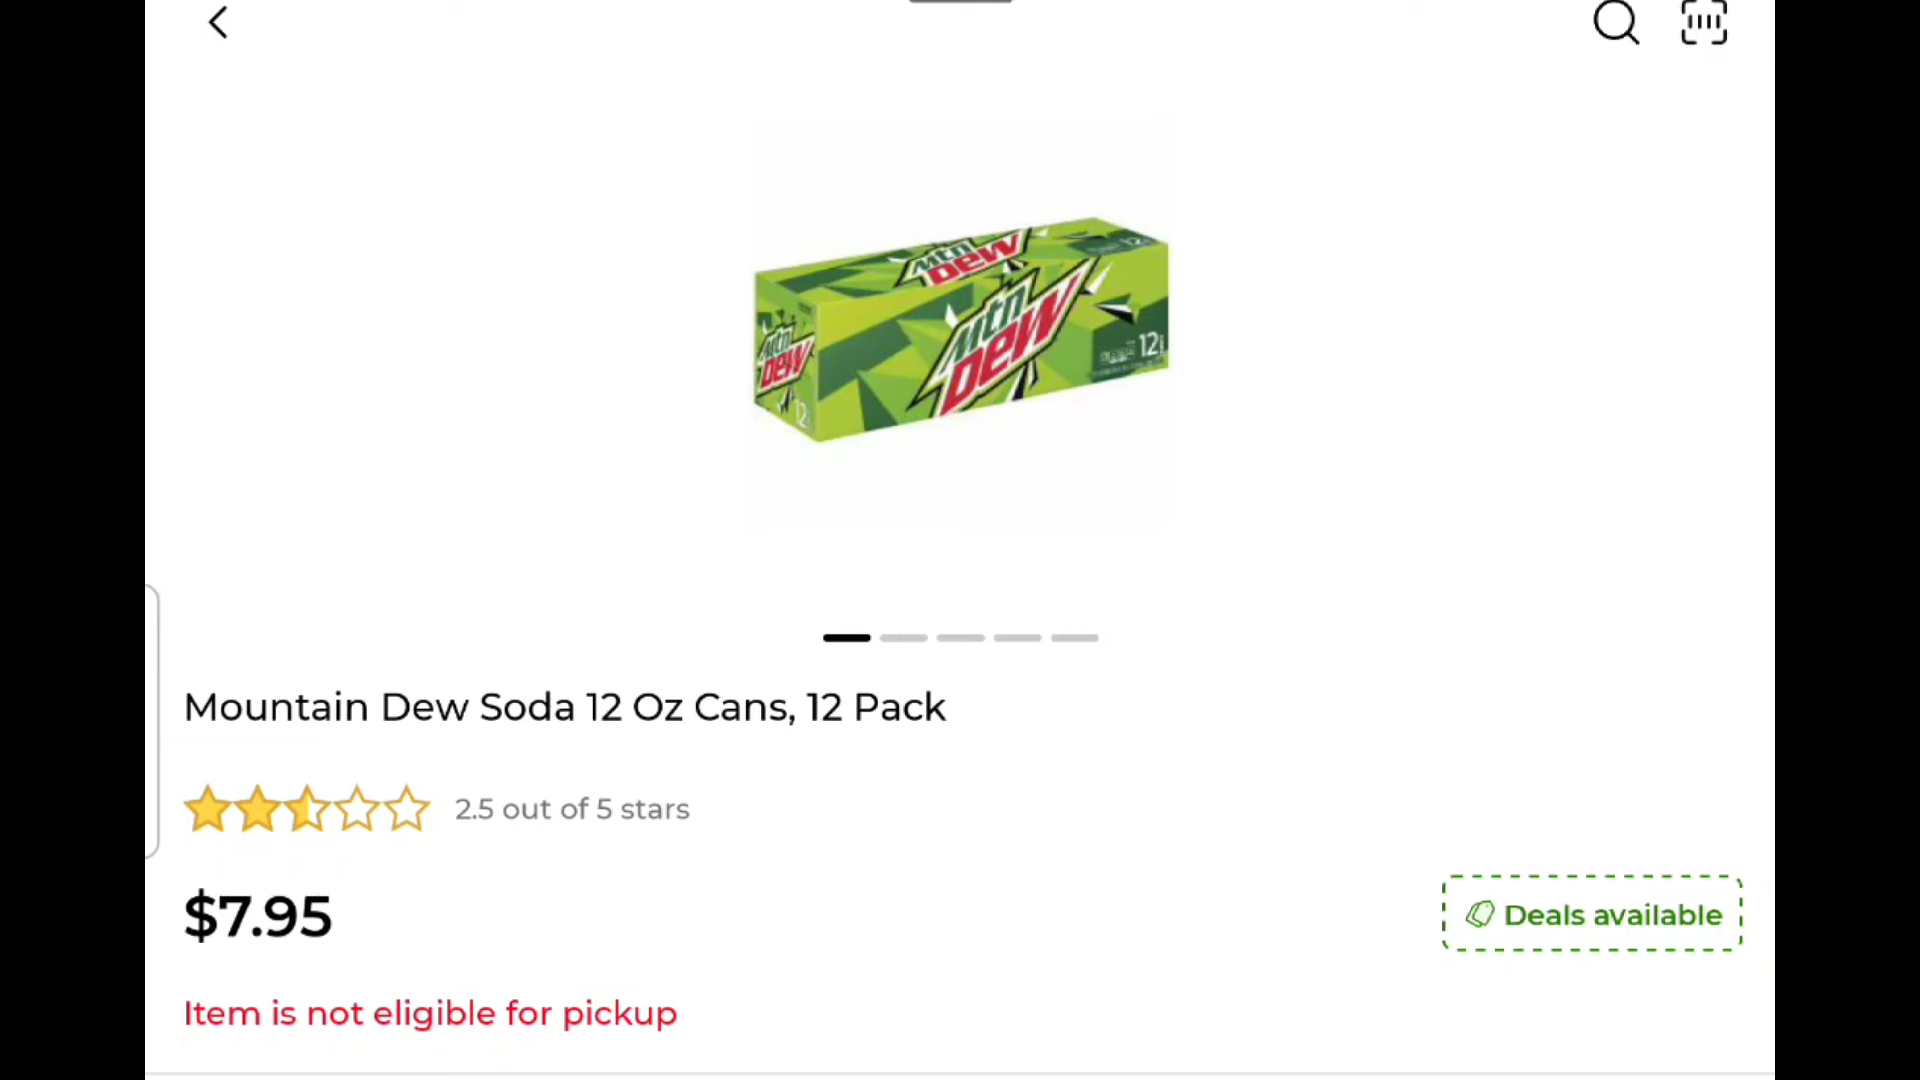 Mtn
DEW
Mtn
DEW
Mtn
DEW
12
12
Mountain Dew Soda 12 Oz Cans, 12 Pack
2.5 out of 5 stars
$7.95
Deals available
Item is not eligible for pickup